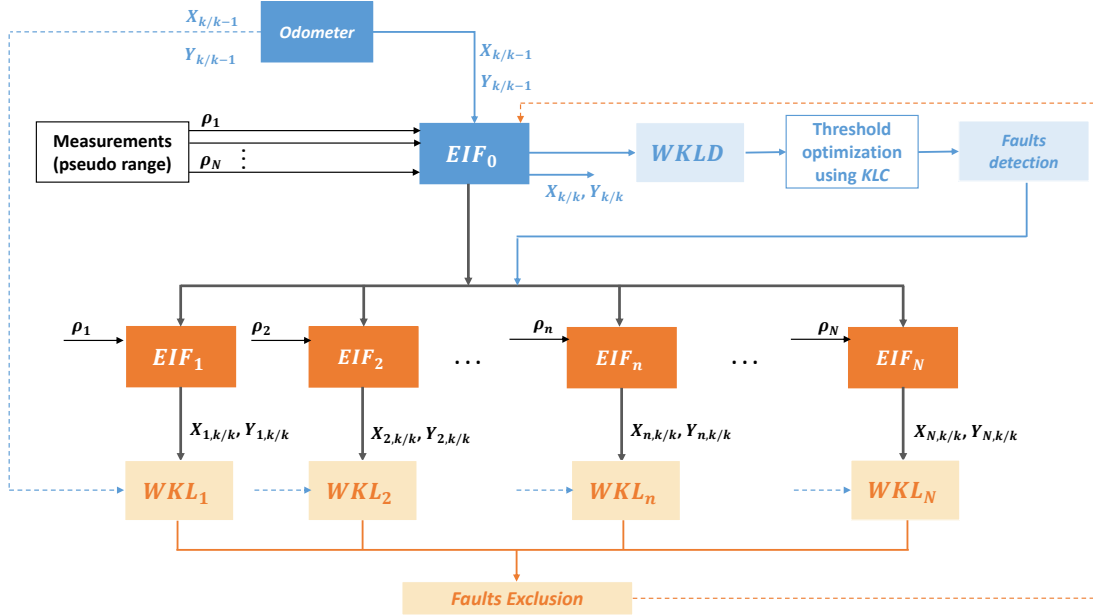 X_{k/k−1}
Y_{k/k−1}
Odometer
X_{k/k−1}
Y_{k/k−1}
Measurements
(pseudo range)
ρ_1
ρ_N ⋮
EIF_0
X_{k/k}, Y_{k/k}
WKLD
Threshold
optimization
using KLC
Faults
detection
ρ_1
EIF_1
ρ_2
EIF_2
...
ρ_n
EIF_n
...
ρ_N
EIF_N
X_{1,k/k}, Y_{1,k/k}
X_{2,k/k}, Y_{2,k/k}
X_{n,k/k}, Y_{n,k/k}
X_{N,k/k}, Y_{N,k/k}
WKL_1
WKL_2
WKL_n
WKL_N
Faults Exclusion